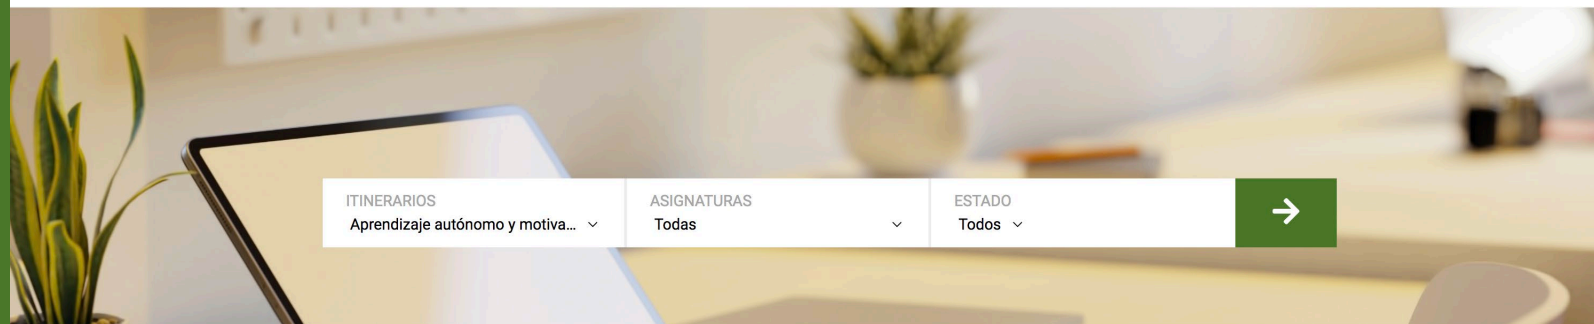 ITINERARIOS
Aprendizaje autónomo y motiva...
ASIGNATURAS
Todas
ESTADO
Todos